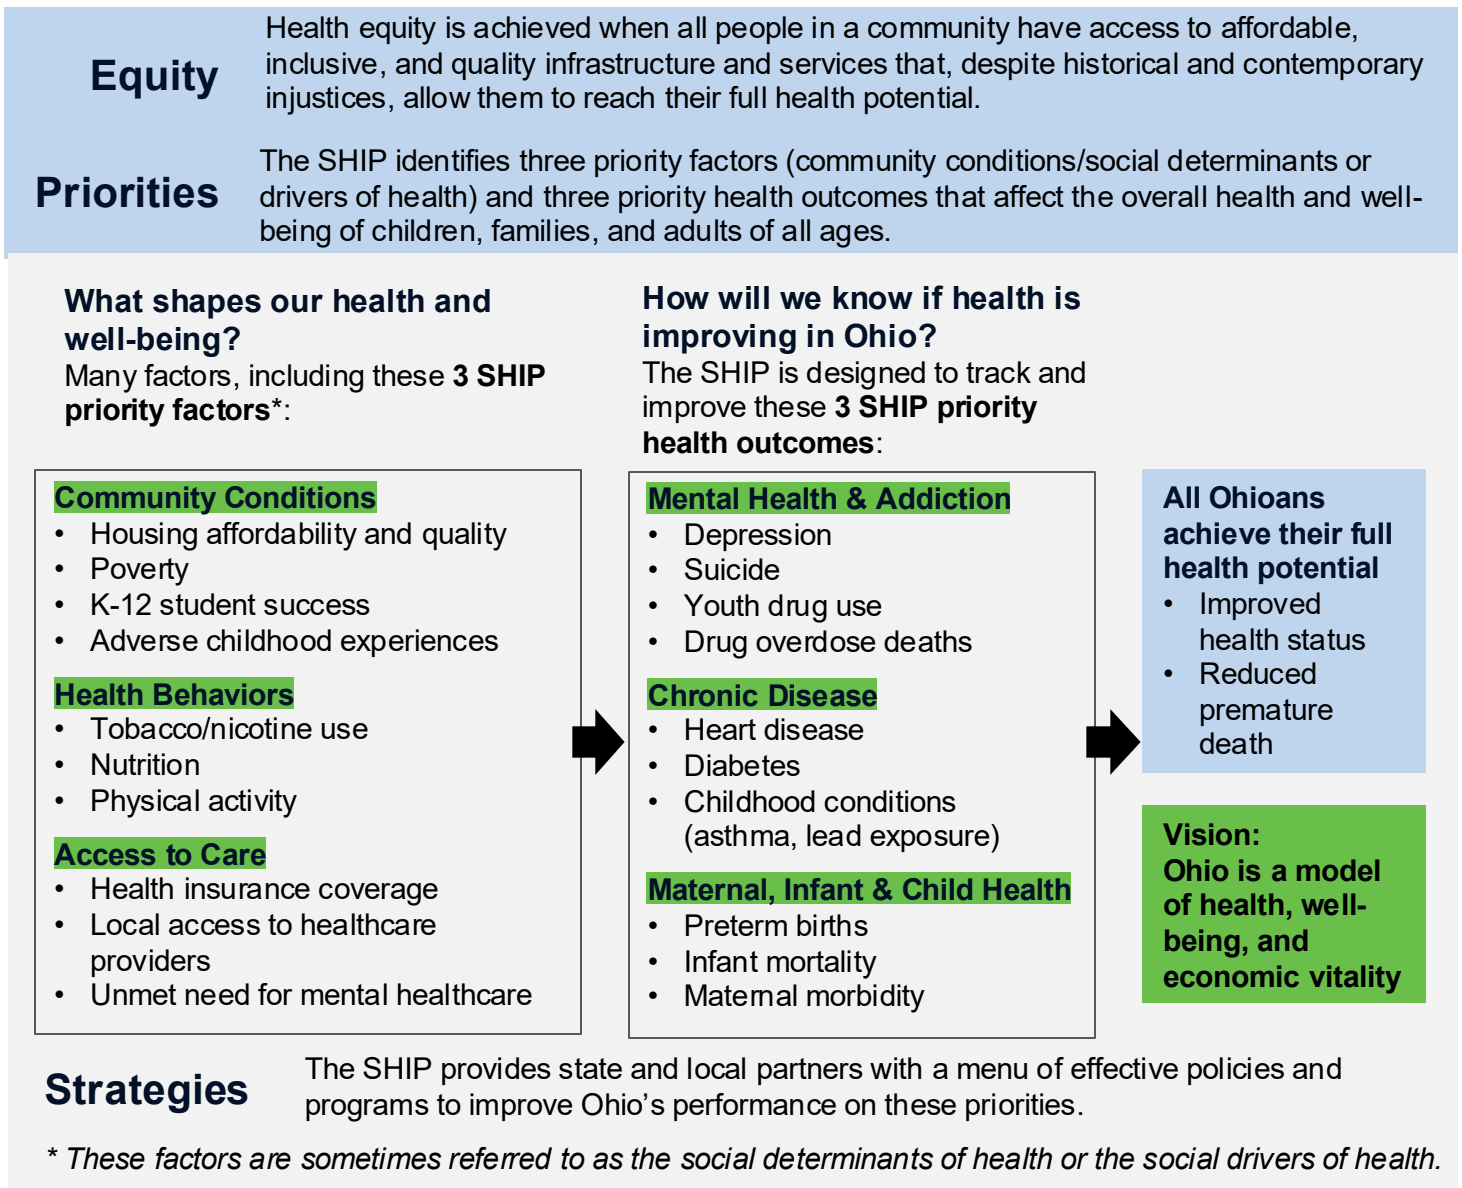 Equity
Health equity is achieved when all people in a community have access to affordable,
inclusive, and quality infrastructure and services that, despite historical and contemporary
injustices, allow them to reach their full health potential.
Priorities
The SHIP identifies three priority factors (community conditions/social determinants or
drivers of health) and three priority health outcomes that affect the overall health and well-
being of children, families, and adults of all ages.
What shapes our health and
well-being?
Many factors, including these 3 SHIP
priority factors*:
Community Conditions
• Housing affordability and quality
• Poverty
• K-12 student success
• Adverse childhood experiences
Health Behaviors
• Tobacco/nicotine use
• Nutrition
• Physical activity
Access to Care
• Health insurance coverage
• Local access to healthcare
providers
• Unmet need for mental healthcare
How will we know if health is
improving in Ohio?
The SHIP is designed to track and
improve these 3 SHIP priority
health outcomes:
Mental Health & Addiction
• Depression
• Suicide
• Youth drug use
• Drug overdose deaths
Chronic Disease
• Heart disease
• Diabetes
• Childhood conditions
(asthma, lead exposure)
Maternal, Infant & Child Health
• Preterm births
• Infant mortality
• Maternal morbidity
All Ohioans
achieve their full
health potential
• Improved
health status
• Reduced
premature
death
Vision:
Ohio is a model
of health, well-
being, and
economic vitality
Strategies
The SHIP provides state and local partners with a menu of effective policies and
programs to improve Ohio’s performance on these priorities.
* These factors are sometimes referred to as the social determinants of health or the social drivers of health.